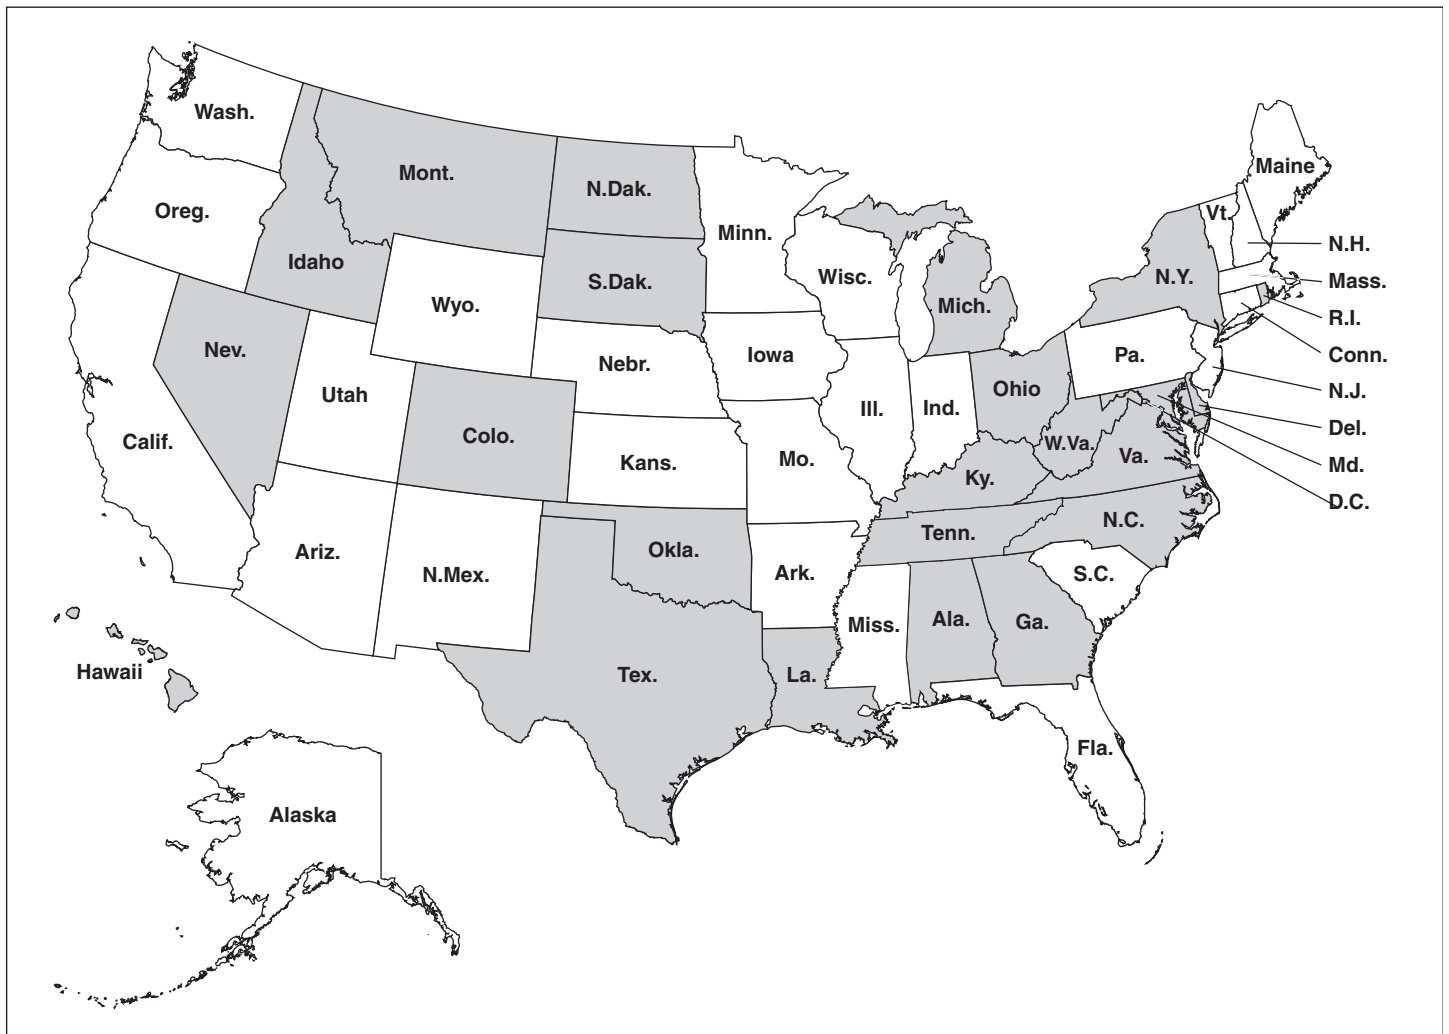 Wash.
Maine
Mont.
N.Dak.
Oreg.
Vt.
Minn.
N.H.
Idaho
Wisc.
N.Y.
Mass.
S.Dak.
Wyo.
Mich.
R.I.
Nev.
Iowa
Pa.
Conn.
Nebr.
Utah
Ohio
N.J.
Ill.
Ind.
Del.
Colo.
Calif.
W.Va.
Va.
Kans.
Mo.
Md.
Ky.
D.C.
N.C.
Tenn.
Ariz.
Okla.
N.Mex.
Ark.
S.C.
Miss.
Ala.
Ga.
Hawaii
Tex.
La.
Fla.
Alaska